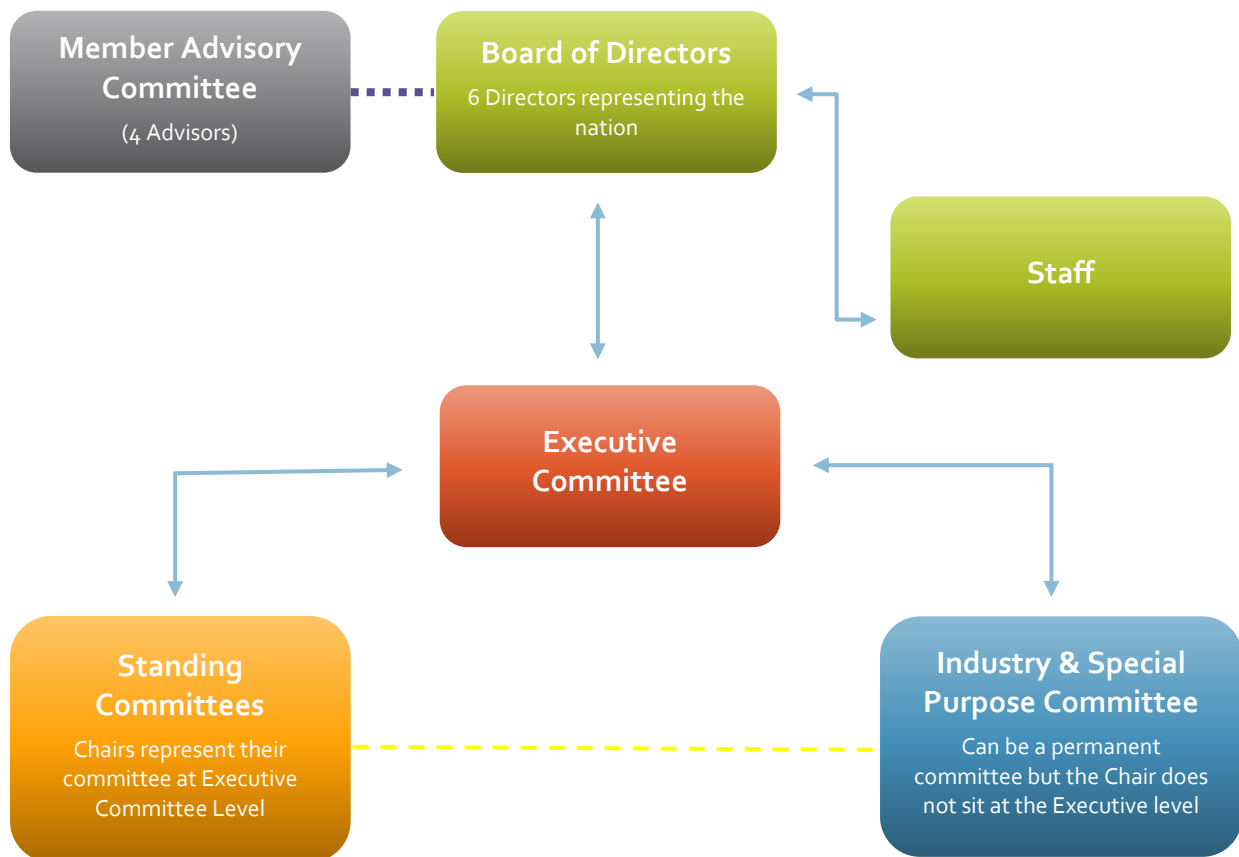 Member Advisory
Committee
(4 Advisors)
Board of Directors
6 Directors representing the
nation
Staff
Executive
Committee
Standing
Committees
Chairs represent their
committee at Executive
Committee Level
Industry & Special
Purpose Committee
Can be a permanent
committee but the Chair does
not sit at the Executive level